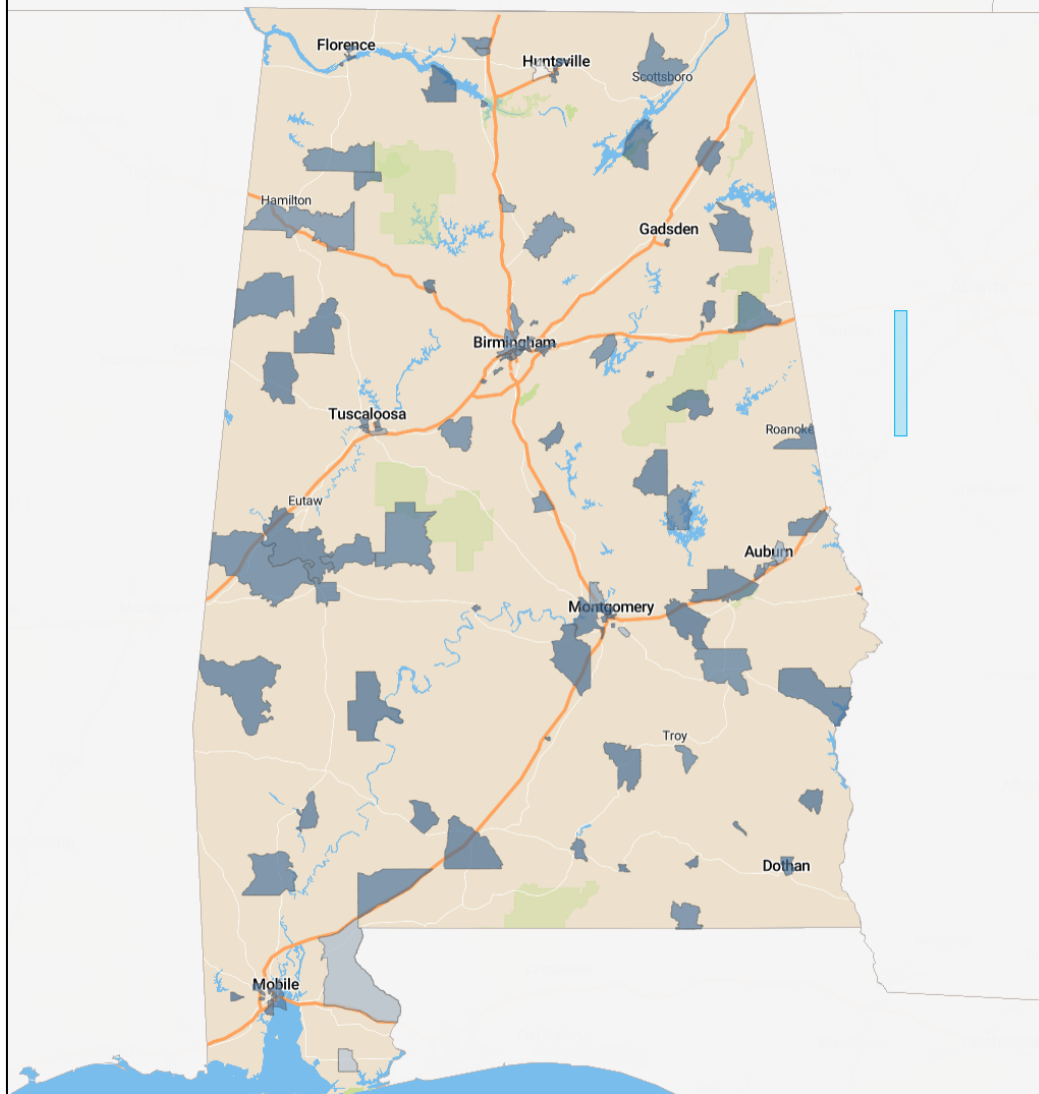 Florence
Huntsville
Scottsboro
Hamilton
Gadsden
Birmingham
Tuscaloosa
Roanoke
Eutaw
Auburn
Montgomery
Troy
Dothan
Mobile